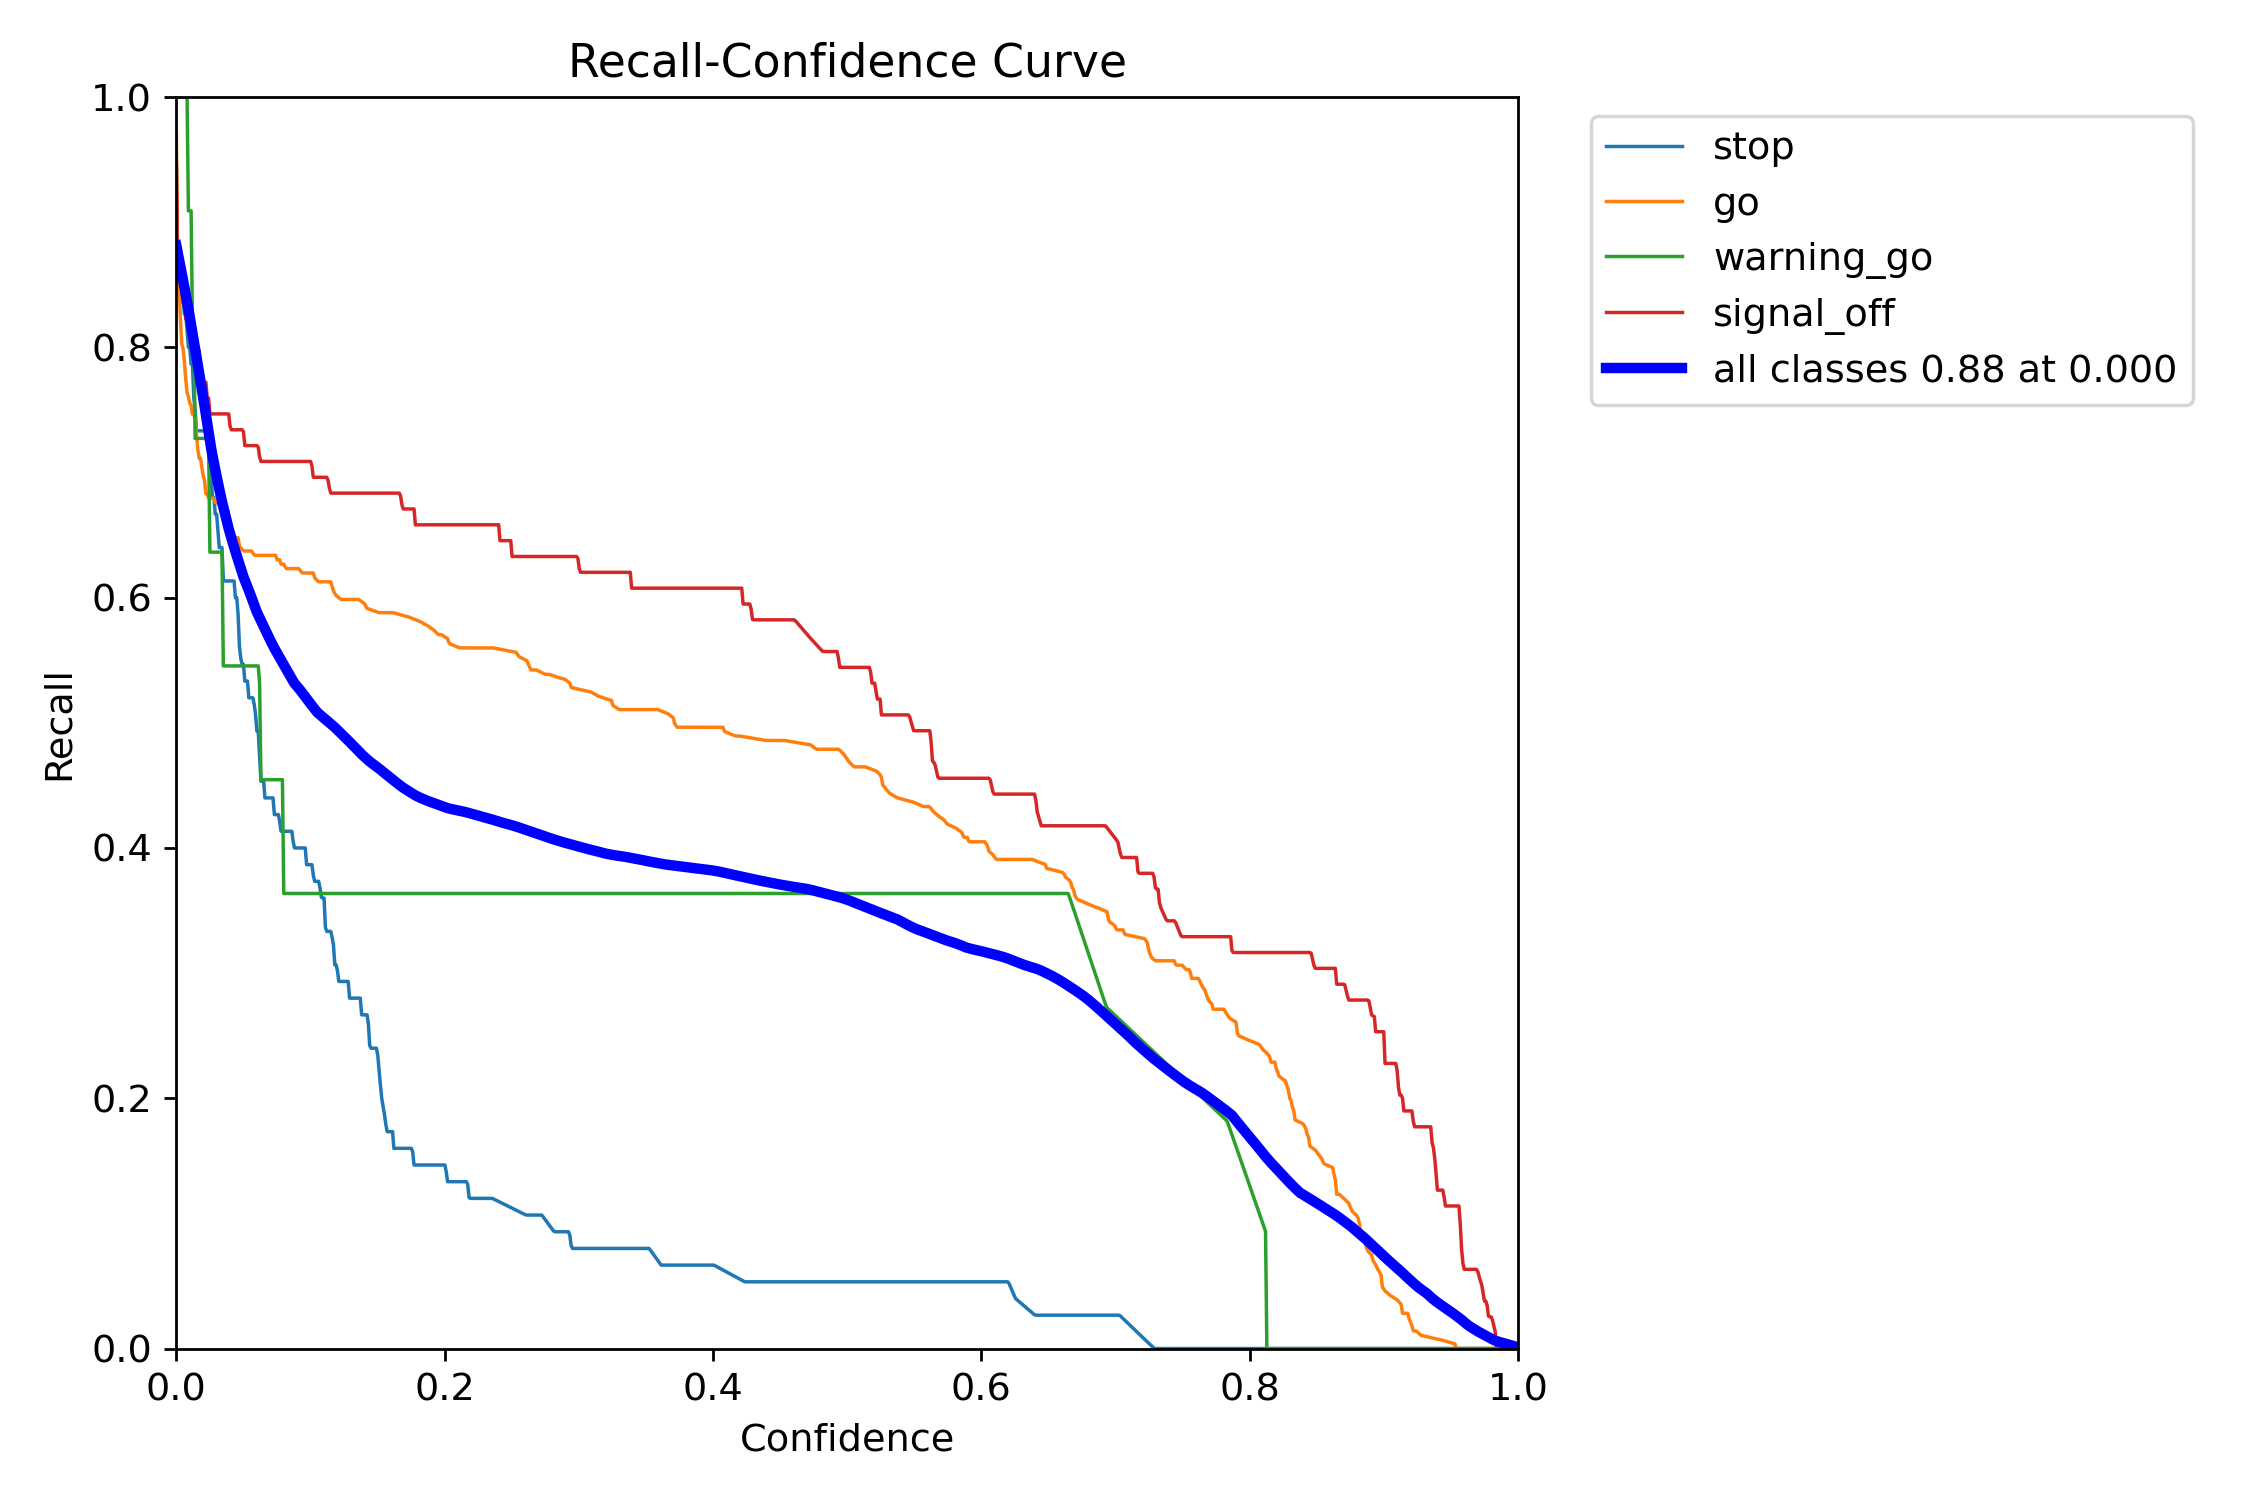 Recall-Confidence Curve
1.0
0.8
0.6
0.4
0.2
0.0
Recall
0.0 0.2 0.4 0.6 0.8 1.0
Confidence
stop
go
warning_go
signal_off
all classes 0.88 at 0.000